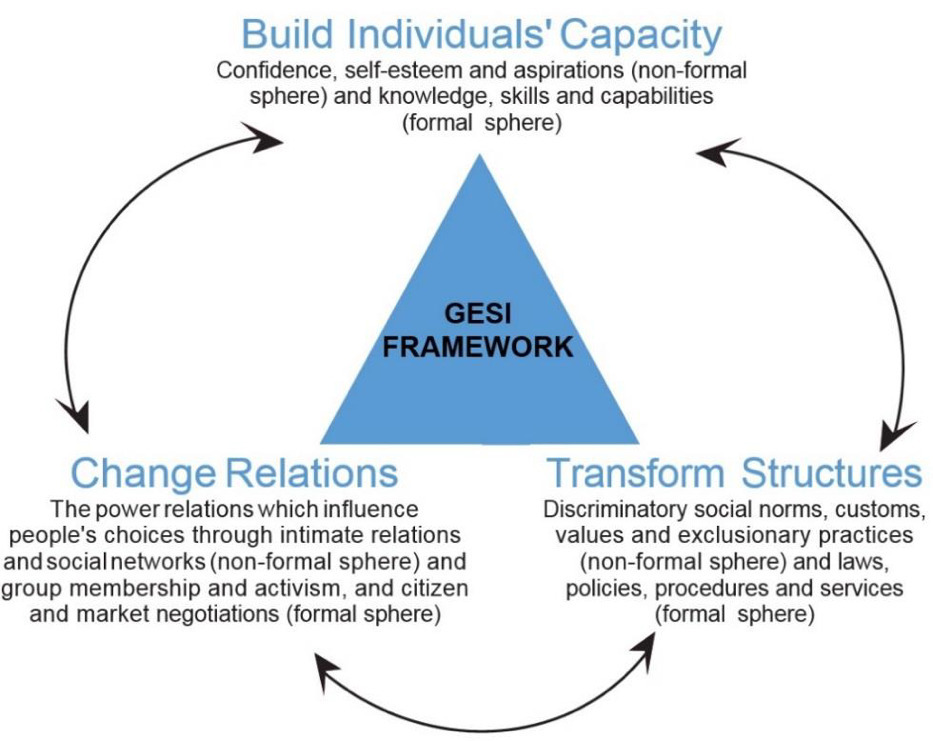 Build Individuals' Capacity
Confidence, self-esteem and aspirations (non-formal
sphere) and knowledge, skills and capabilities
(formal sphere)
GESI
FRAMEWORK
Change Relations
The power relations which influence
people's choices through intimate relations
and social networks (non-formal sphere) and
group membership and activism, and citizen
and market negotiations (formal sphere)
Transform Structures
Discriminatory social norms, customs,
values and exclusionary practices
(non-formal sphere) and laws,
policies, procedures and services
(formal sphere)